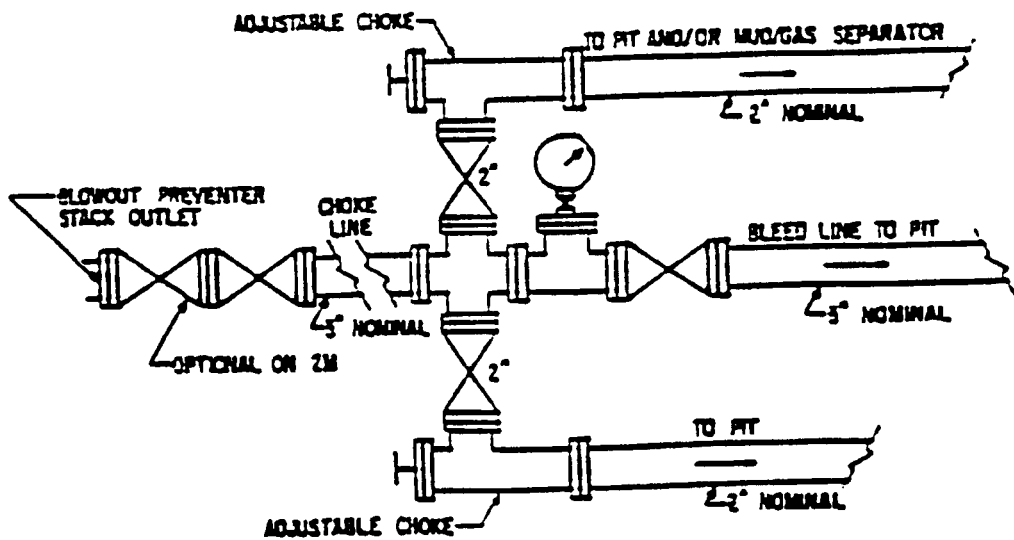 ADJUSTABLE CHOKE
TO PIT AND/OR MUD/GAS SEPARATOR
2" NOMINAL
2"
BLOWOUT PREVENTER
STACK OUTLET
CHOKE
LINE
BLEED LINE TO PIT
3" NOMINAL
3" NOMINAL
OPTIONAL ON 2M
2"
TO PIT
2" NOMINAL
ADJUSTABLE CHOKE